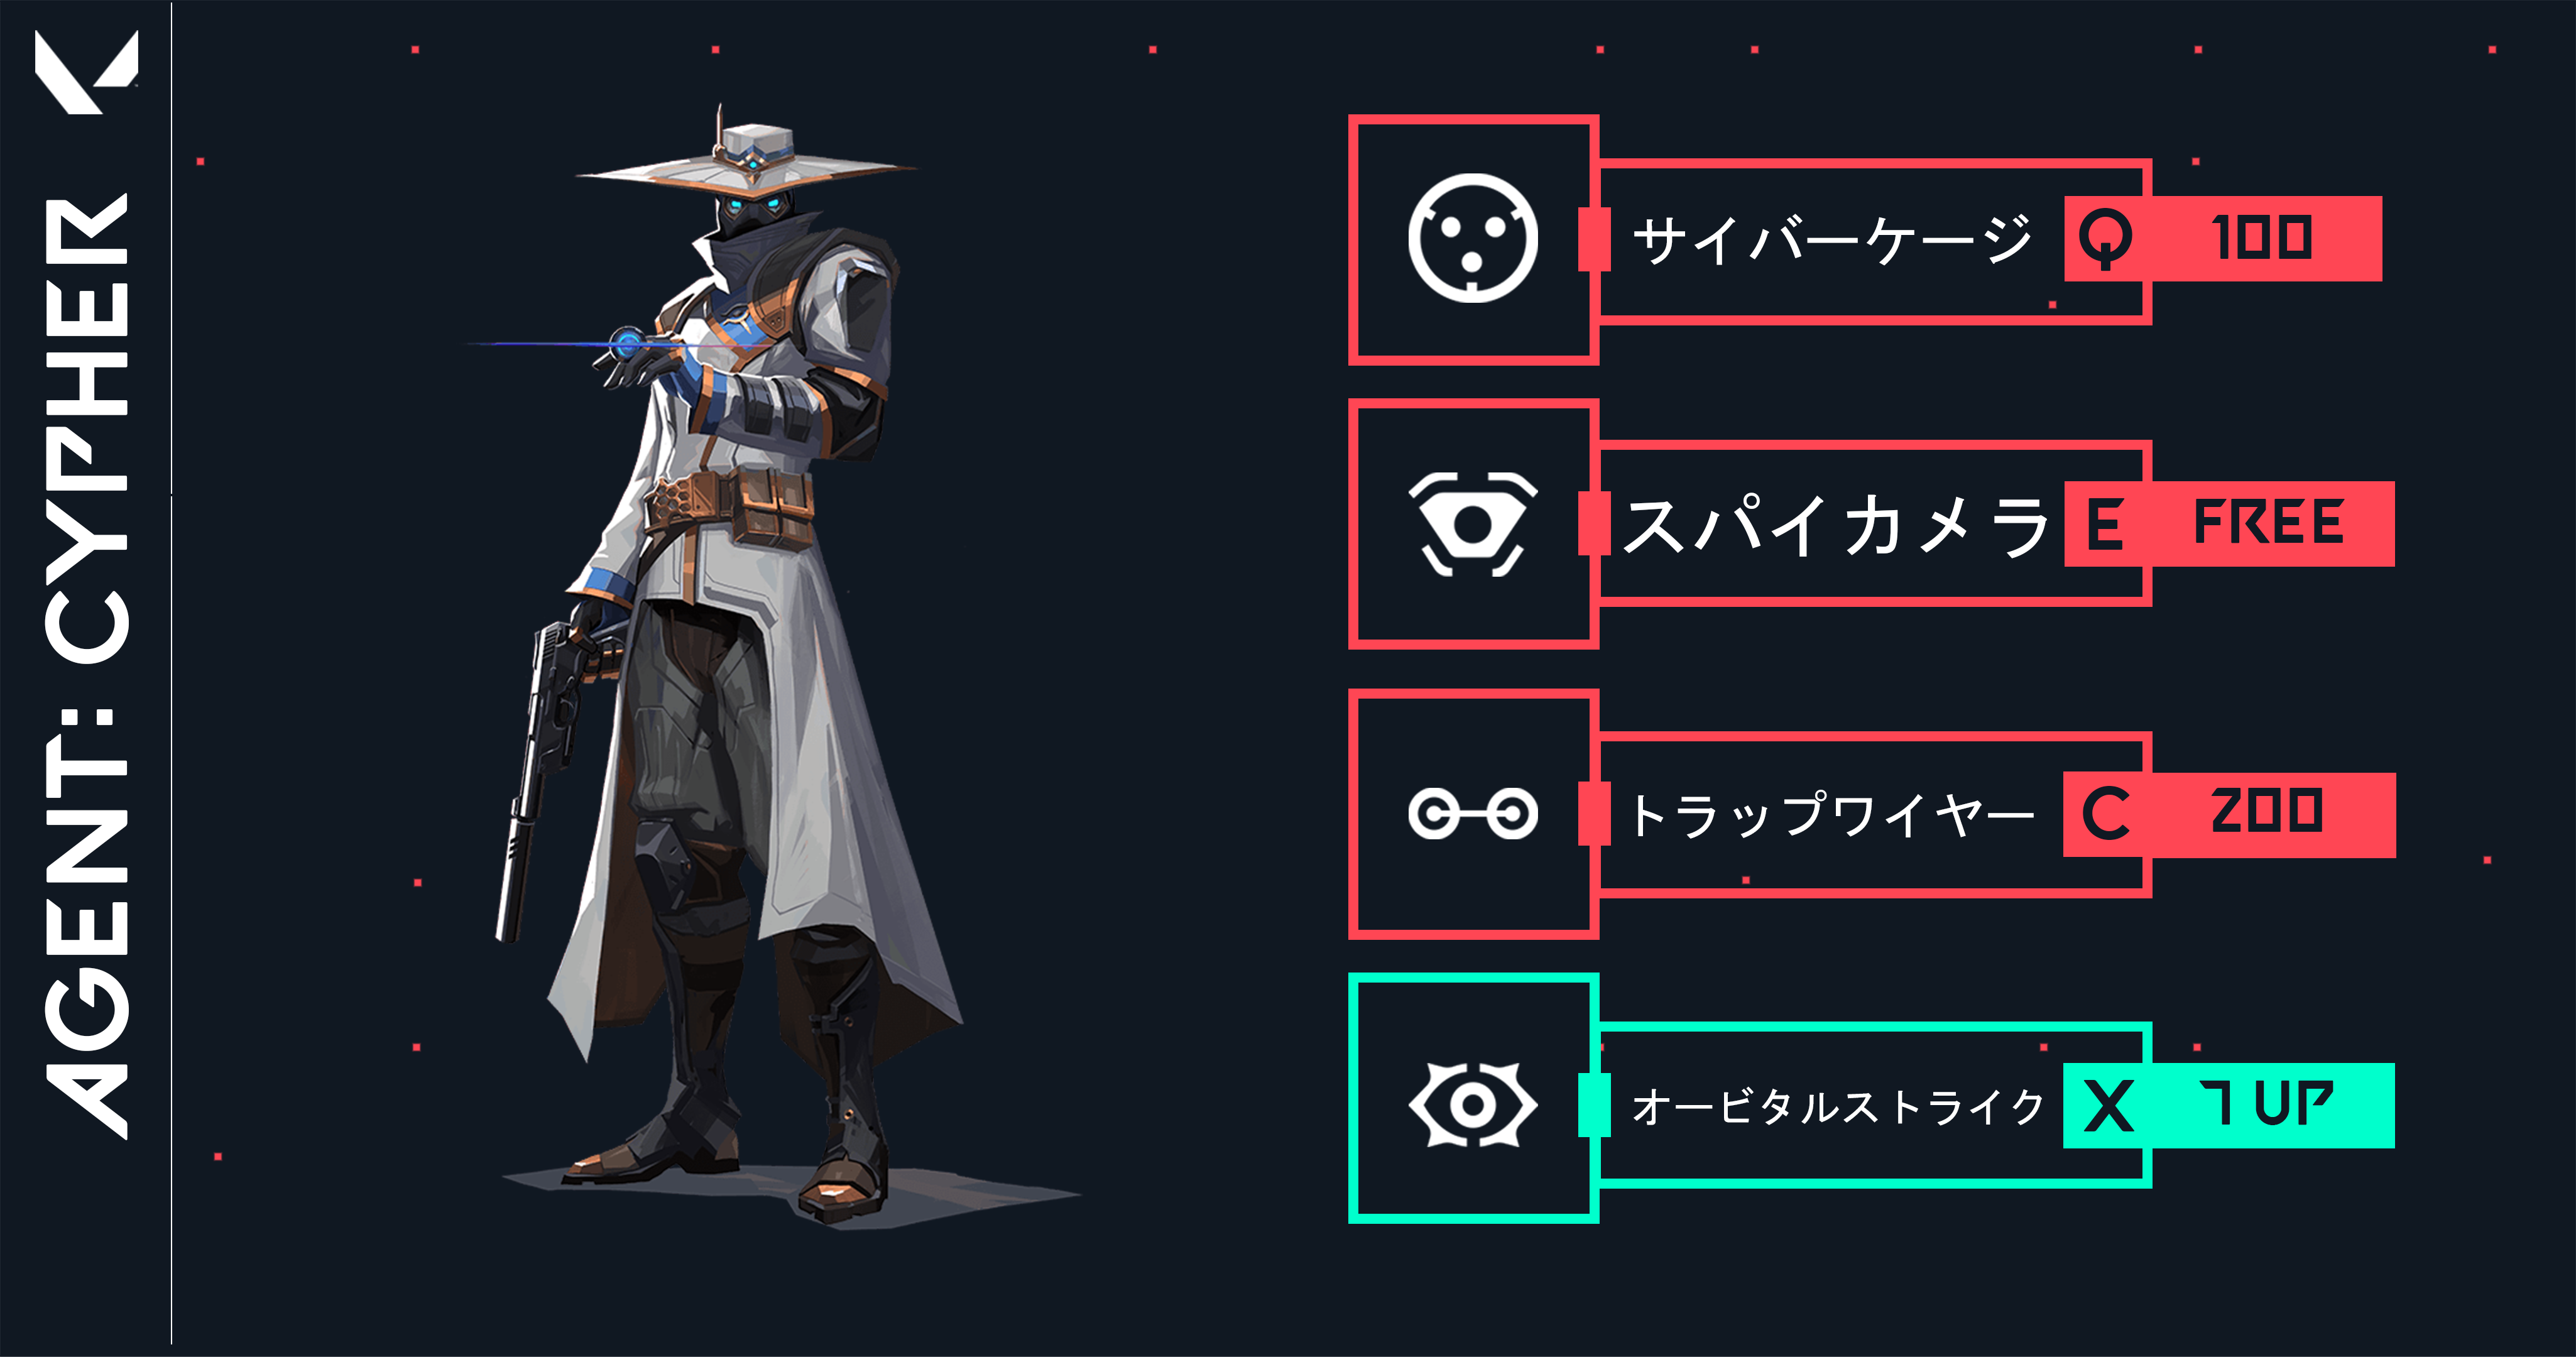 AGENT: CYPHER
サイバーケージ Q 100
スパイカメラ E FREE
トラップワイヤー C 200
オービタルストライク X 7 UP